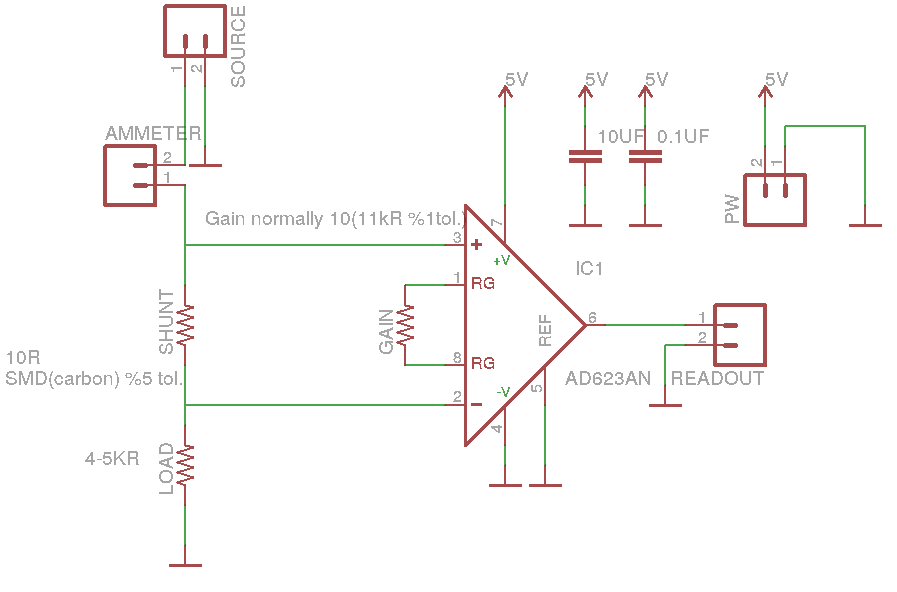 SOURCE
1
2
AMMETER
2
1
5V
5V
5V
5V
10UF
0.1UF
2
1
PW
Gain normally 10(11kR %1tol.)
7
3
+
+V
IC1
1
RG
SHUNT
GAIN
REF
6
1
2
10R
SMD(carbon) %5 tol.
8
RG
AD623AN
READOUT
5
-V
2
-
4
4-5KR
LOAD